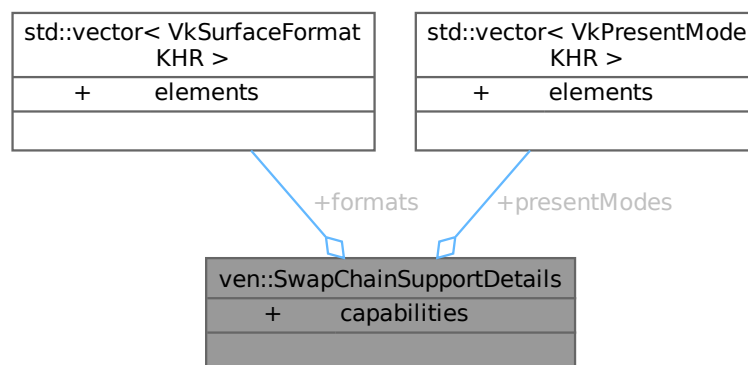 std::vector< VkSurfaceFormat
KHR >
+ elements
std::vector< VkPresentMode
KHR >
+ elements
+formats
+presentModes
ven::SwapChainSupportDetails
+ capabilities